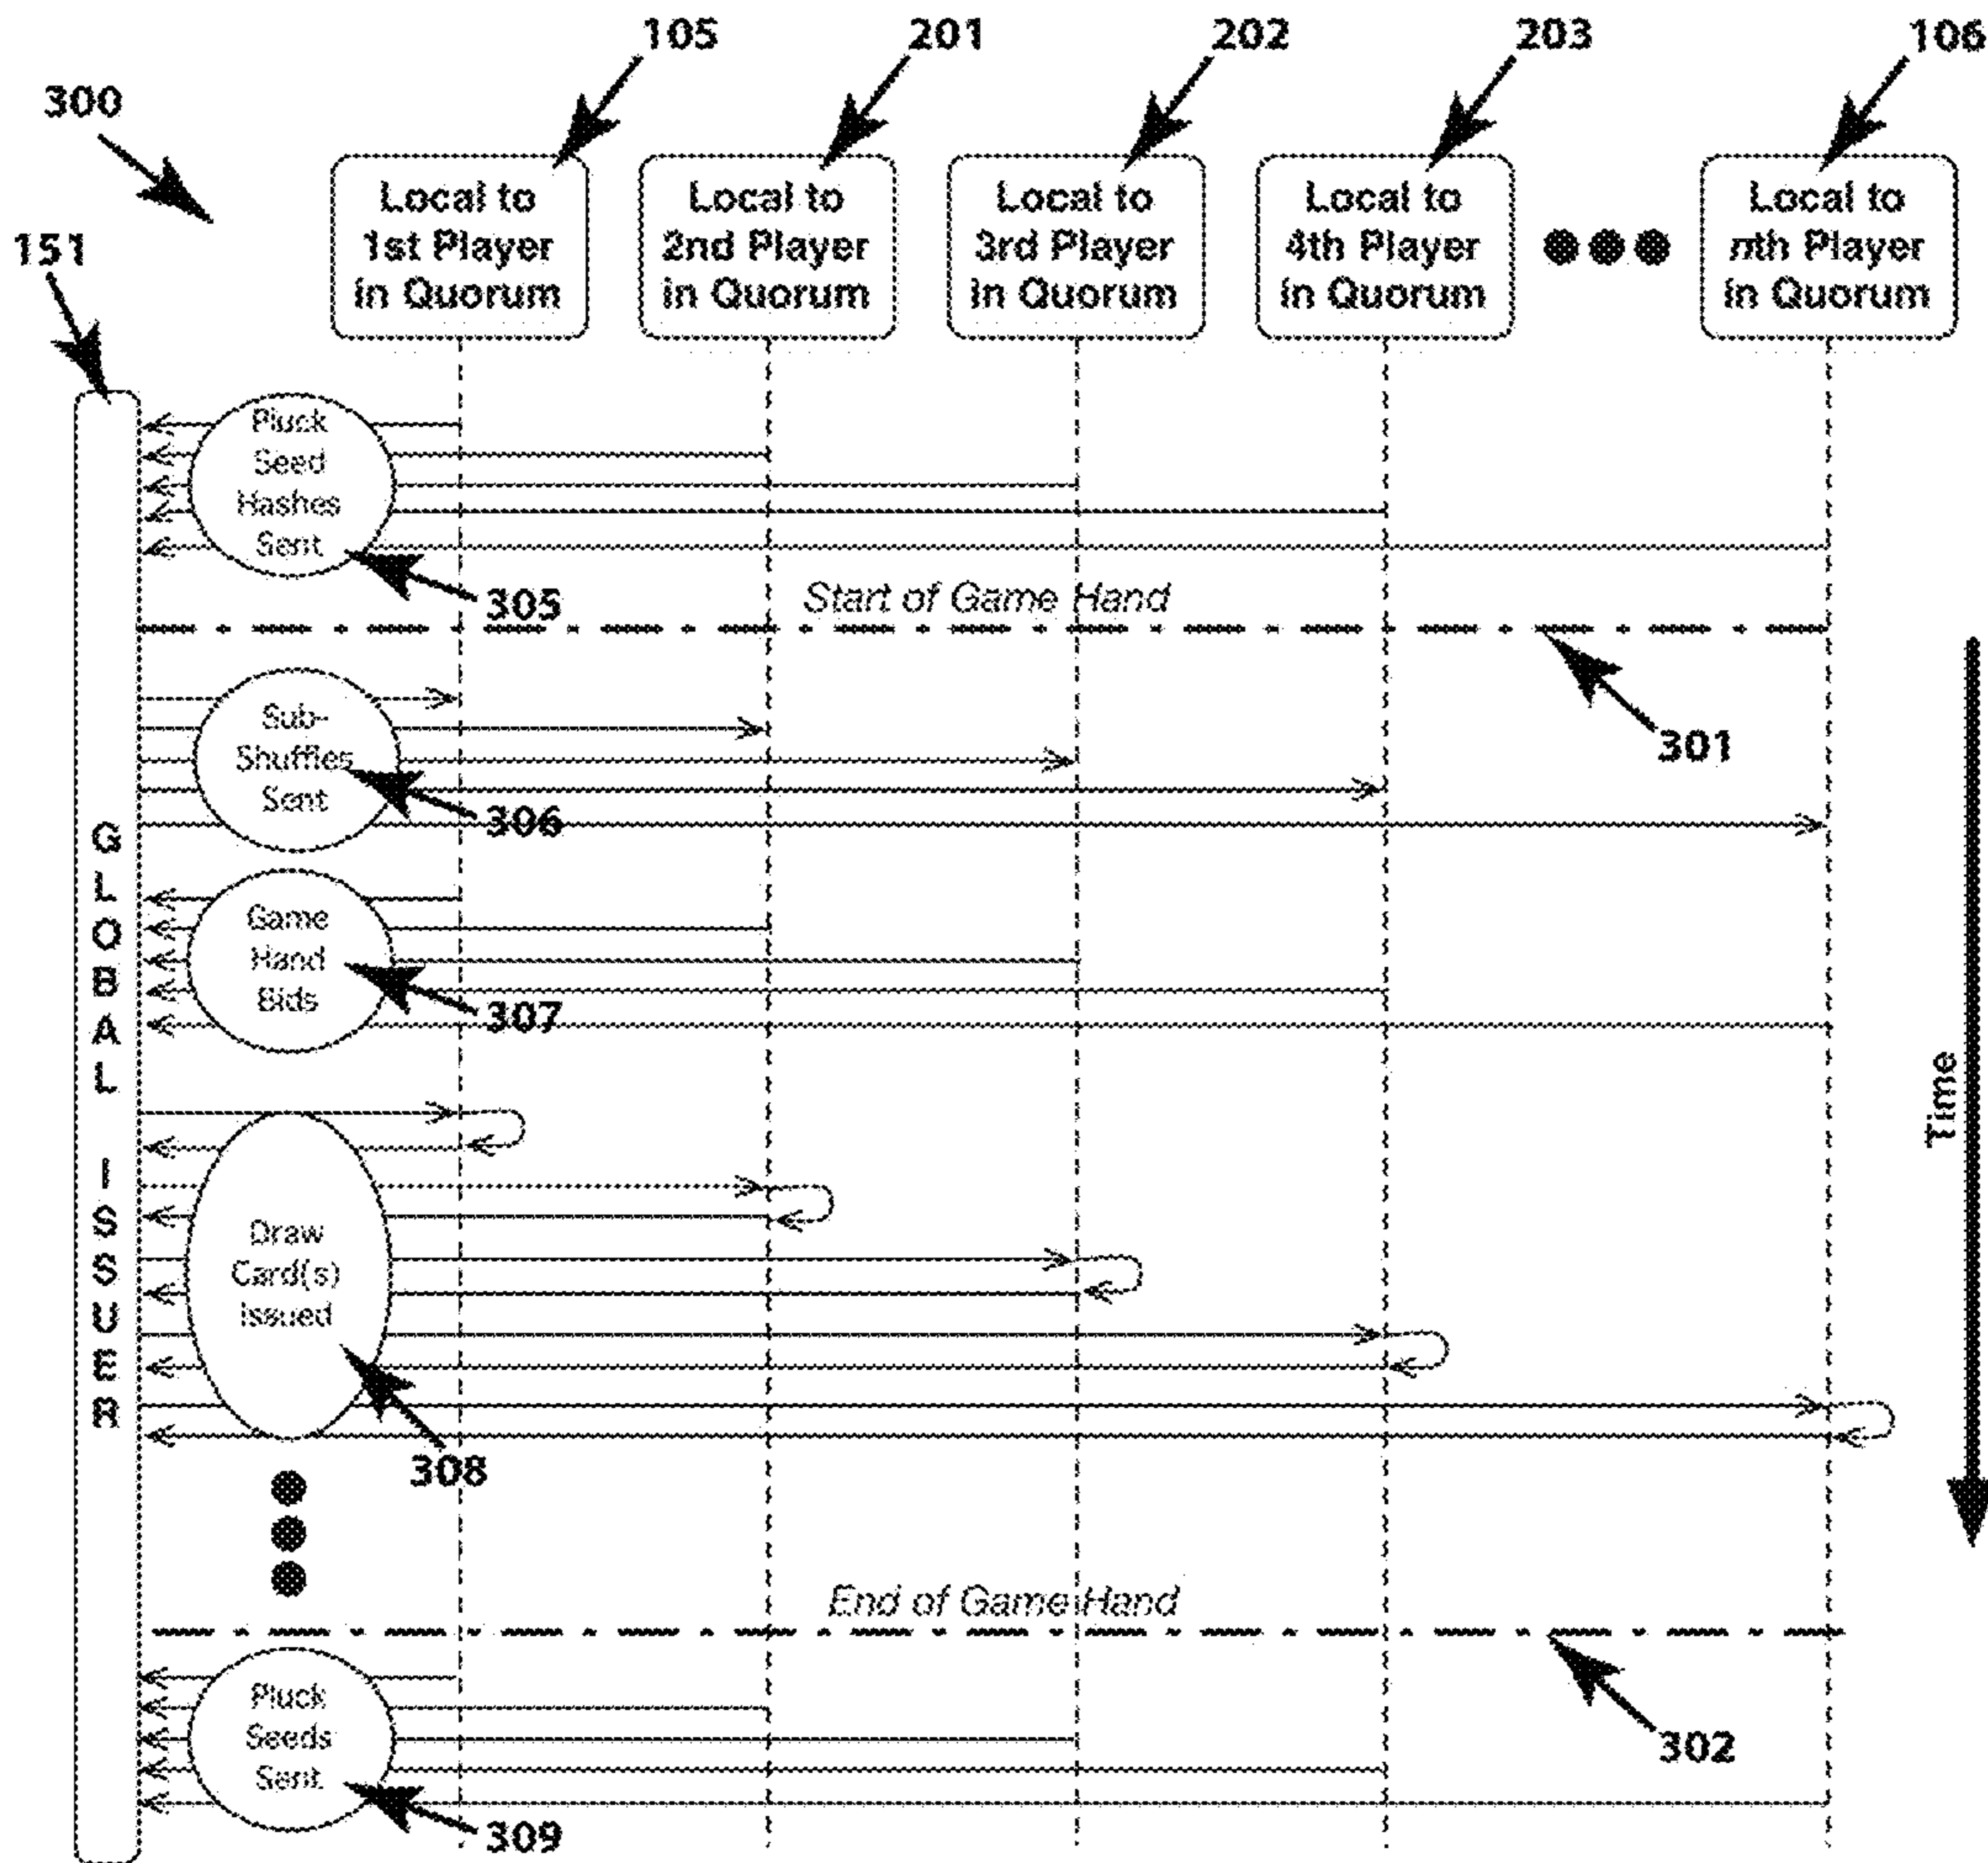 105
201
202
203
106
300
Local to
1st Player
in Quorum
Local to
2nd Player
in Quorum
Local to
3rd Player
in Quorum
Local to
4th Player
in Quorum
Local to
nth Player
in Quorum
151
Pluck
Seed
Hashes
Sent
305
Start of Game Hand
301
Sub-
Shuffles
Sent
306
GLOBAL ISSUER
Game
Hand
Bids
307
Time
Draw
Card(s)
Issued
308
End of Game Hand
302
Pluck
Seeds
Sent
309